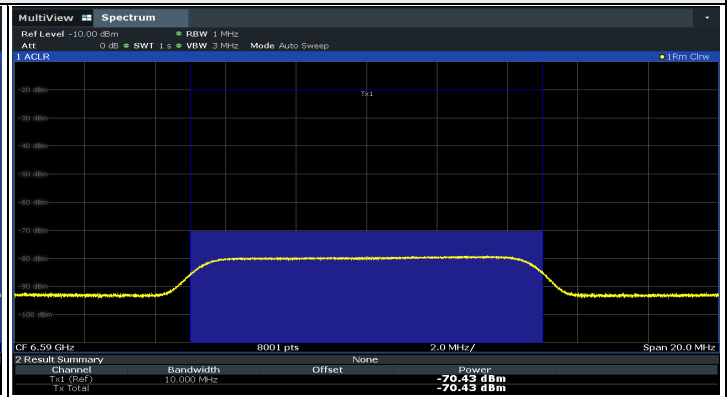 MultiView Spectrum
Ref Level -10.00 dBm RBW 1 MHz
Att 0 dB SWT 1 s VBW 3 MHz Mode Auto Sweep
1 ACLR 1Rm Clrw
Tx1
-20 dBm
-30 dBm
-40 dBm
-50 dBm
-60 dBm
-70 dBm
-80 dBm
-90 dBm
-100 dBm
CF 6.59 GHz 8001 pts 2.0 MHz/ Span 20.0 MHz
2 Result Summary None
Channel Bandwidth Offset Power
Tx1 (Ref) 10.000 MHz -70.43 dBm
Tx Total -70.43 dBm